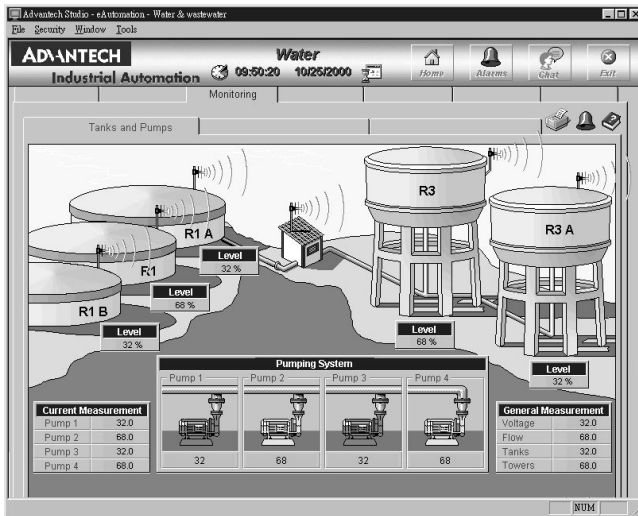 Advantech Studio - eAutomation - Water & wastewater
File Security Window Tools
ADVANTECH
Industrial Automation
Water
09:50:20 10/25/2000
Home
Alarms
Chat
Exit
Monitoring
Tanks and Pumps
R1 A
R1
R1 B
R3
R3 A
Level
32 %
Level
68 %
Level
32 %
Level
68 %
Level
32 %
Pumping System
Pump 1 Pump 2 Pump 3 Pump 4
32 68 32 68
Current Measurement
Pump 1 32.0
Pump 2 68.0
Pump 3 32.0
Pump 4 68.0
General Measurement
Voltage 32.0
Flow 68.0
Tanks 32.0
Towers 68.0
NUM